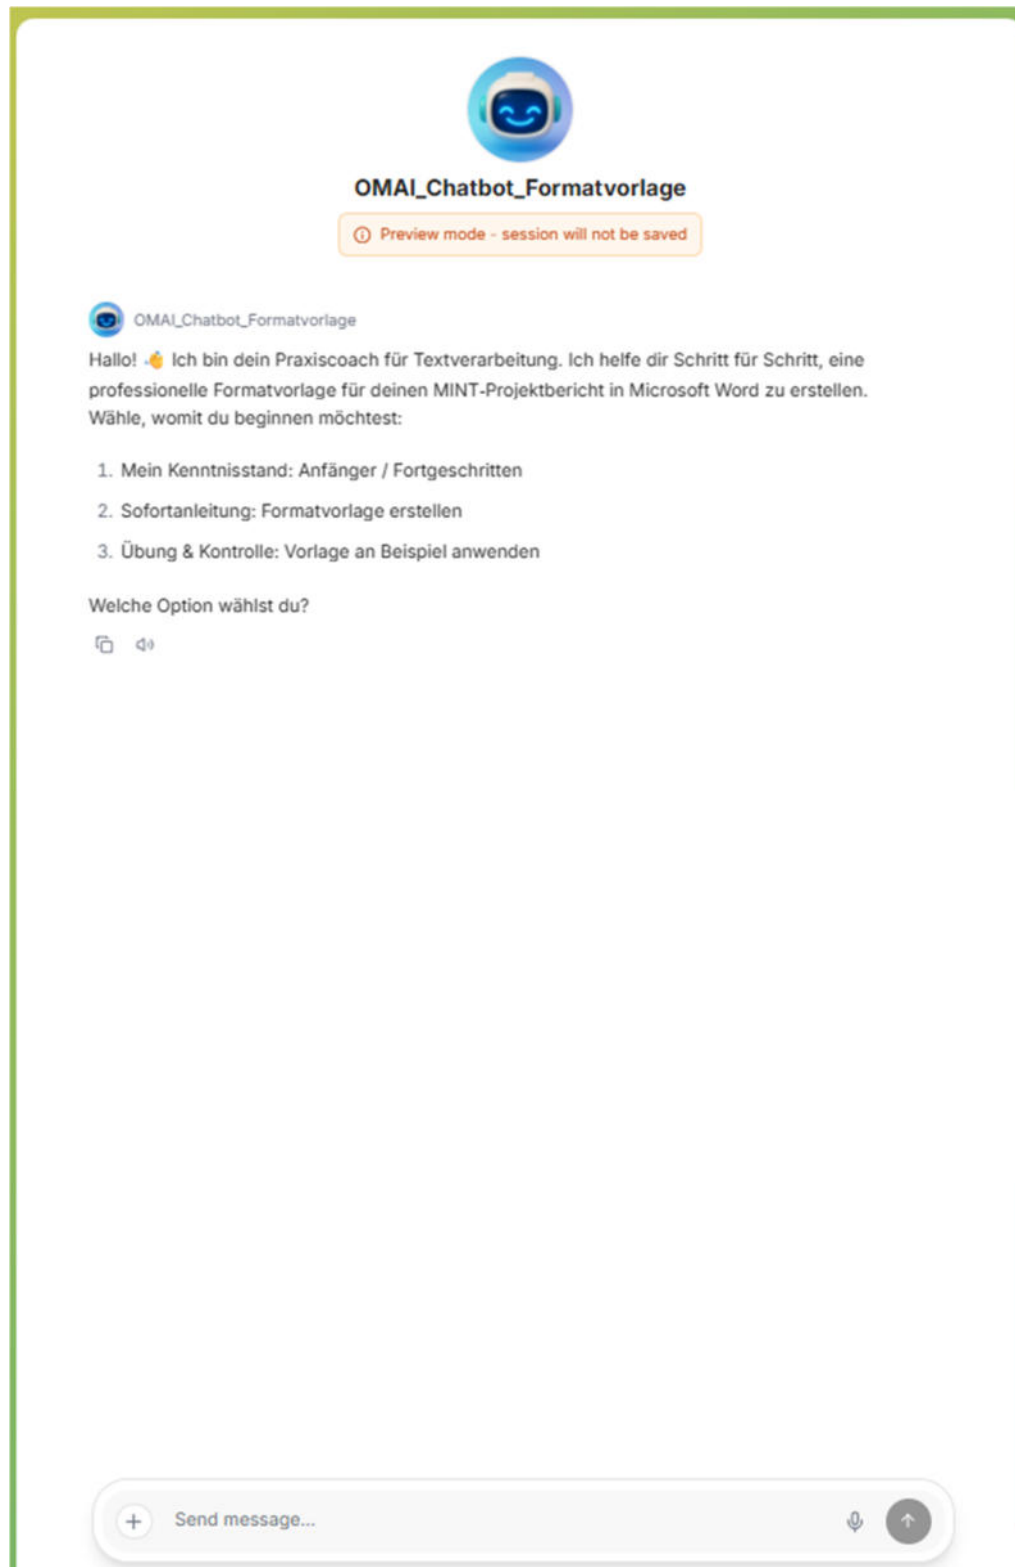 OMAI_Chatbot_Formatvorlage
Preview mode - session will not be saved
OMAI_Chatbot_Formatvorlage
Hallo! 👋 Ich bin dein Praxiscoach für Textverarbeitung. Ich helfe dir Schritt für Schritt, eine
professionelle Formatvorlage für deinen MINT-Projektbericht in Microsoft Word zu erstellen.
Wähle, womit du beginnen möchtest:
1. Mein Kenntnisstand: Anfänger / Fortgeschritten
2. Sofortanleitung: Formatvorlage erstellen
3. Übung & Kontrolle: Vorlage an Beispiel anwenden
Welche Option wählst du?
Send message...